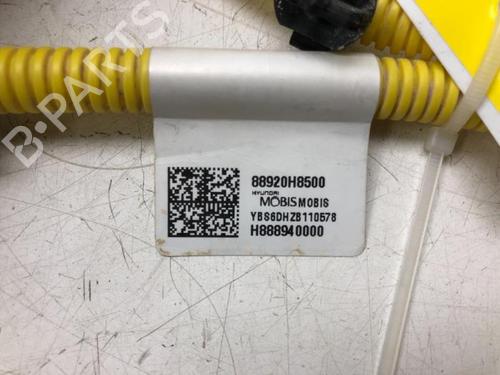 B-PARTS
88920H8500
HYUNDAI
MOBIS MOBIS
YBS6DHZB110578
H888940000